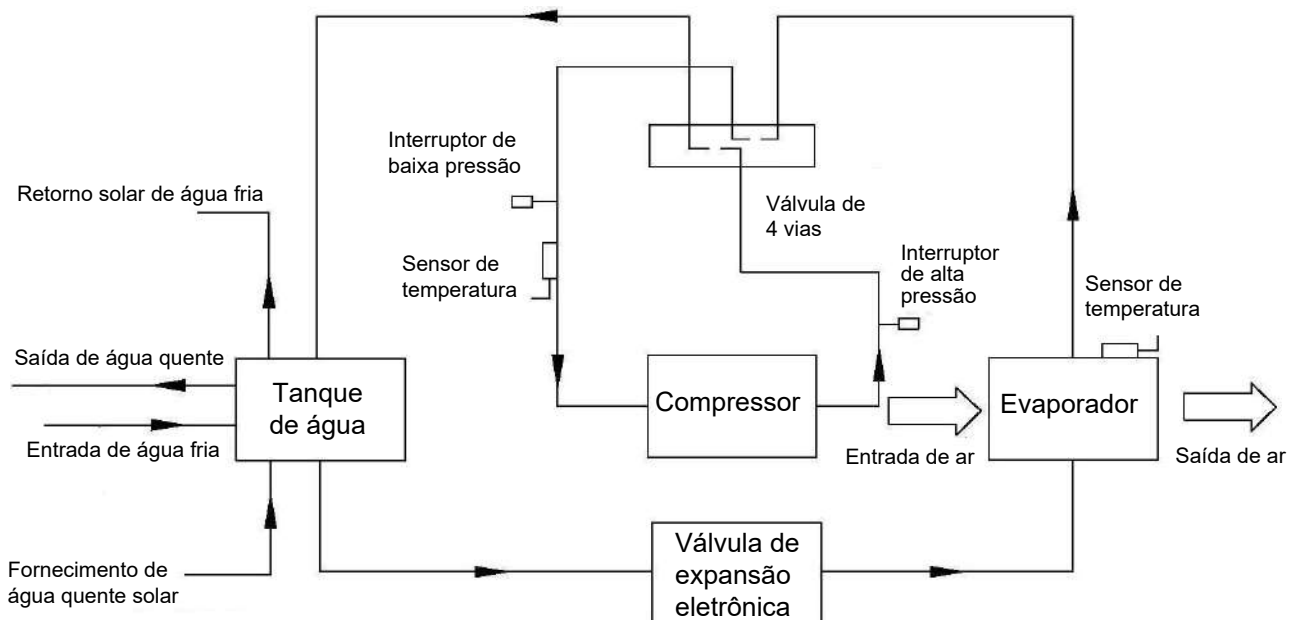 Interruptor de
baixa pressão
Retorno solar de água fria
Válvula de
4 vias
Sensor de
temperatura
Interruptor
de alta
pressão
Sensor de
temperatura
Saída de água quente
Tanque
de água
Compressor
Evaporador
Entrada de água fria
Entrada de ar
Saída de ar
Fornecimento de
água quente solar
Válvula de
expansão
eletrônica